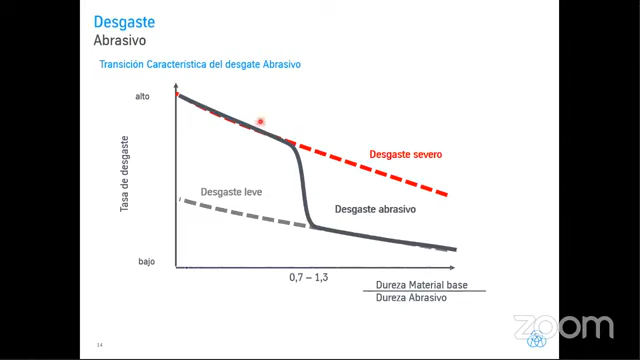 Desgaste
Abrasivo
Transición Característica del desgate Abrasivo
alto
Desgaste severo
Tasa de desgaste
Desgaste leve
Desgaste abrasivo
bajo
0,7 – 1,3
Dureza Material base
Dureza Abrasivo
14
zoom